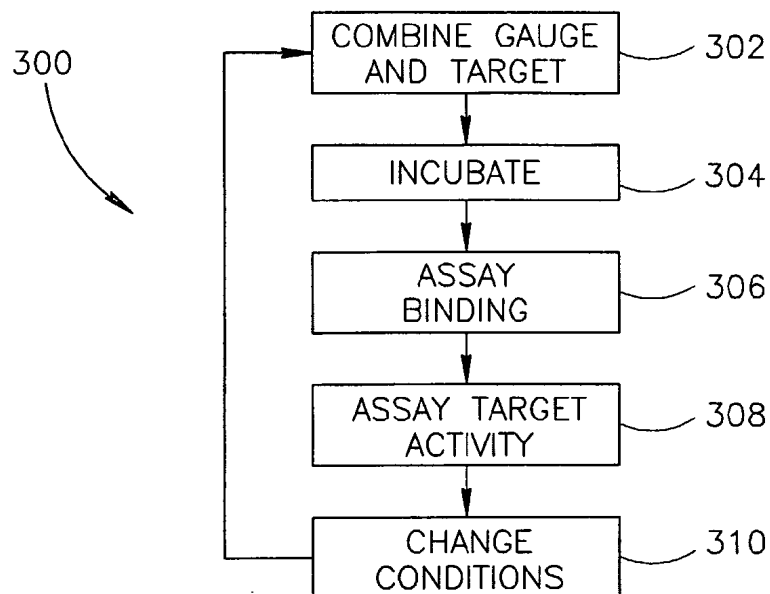 300
COMBINE GAUGE
AND TARGET
302
INCUBATE
304
ASSAY
BINDING
306
ASSAY TARGET
ACTIVITY
308
CHANGE
CONDITIONS
310